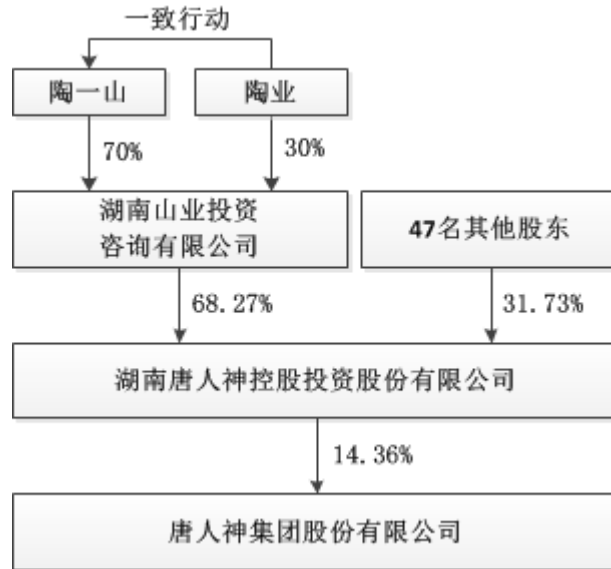 一致行动
陶一山
陶业
70%
30%
湖南山业投资
咨询有限公司
47名其他股东
68.27%
31.73%
湖南唐人神控股投资股份有限公司
14.36%
唐人神集团股份有限公司